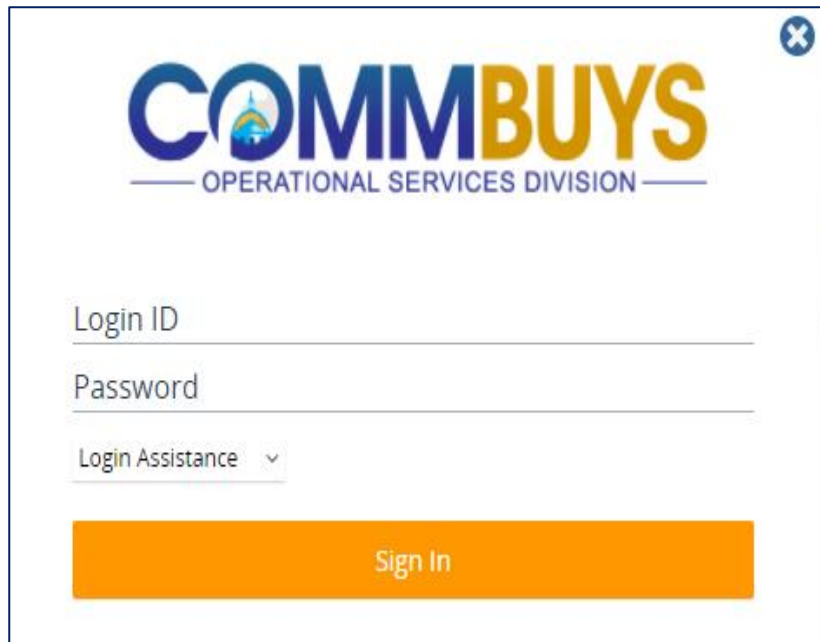 COMMBUYS
OPERATIONAL SERVICES DIVISION
Login ID
Password
Login Assistance
Sign In